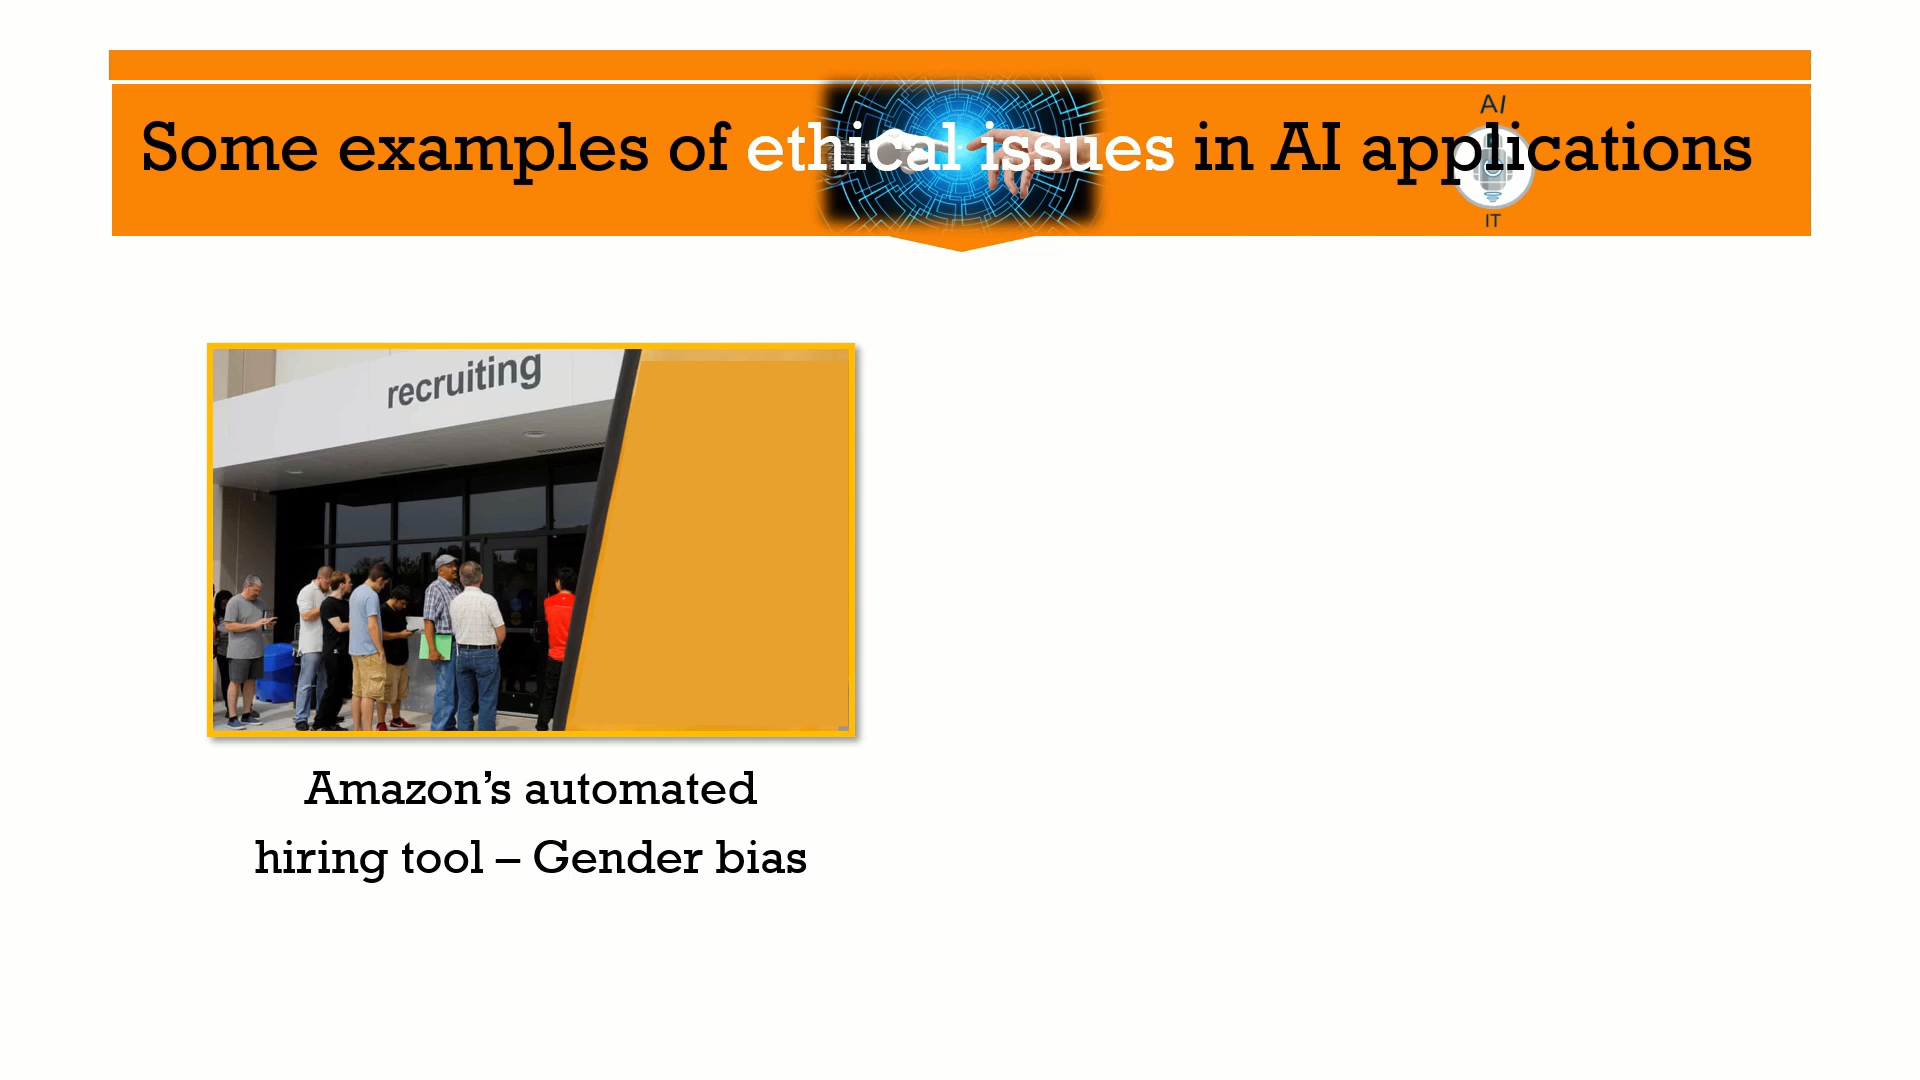 AI
Some examples of ethical issues in AI applications
IT
recruiting
Amazon’s automated
hiring tool – Gender bias